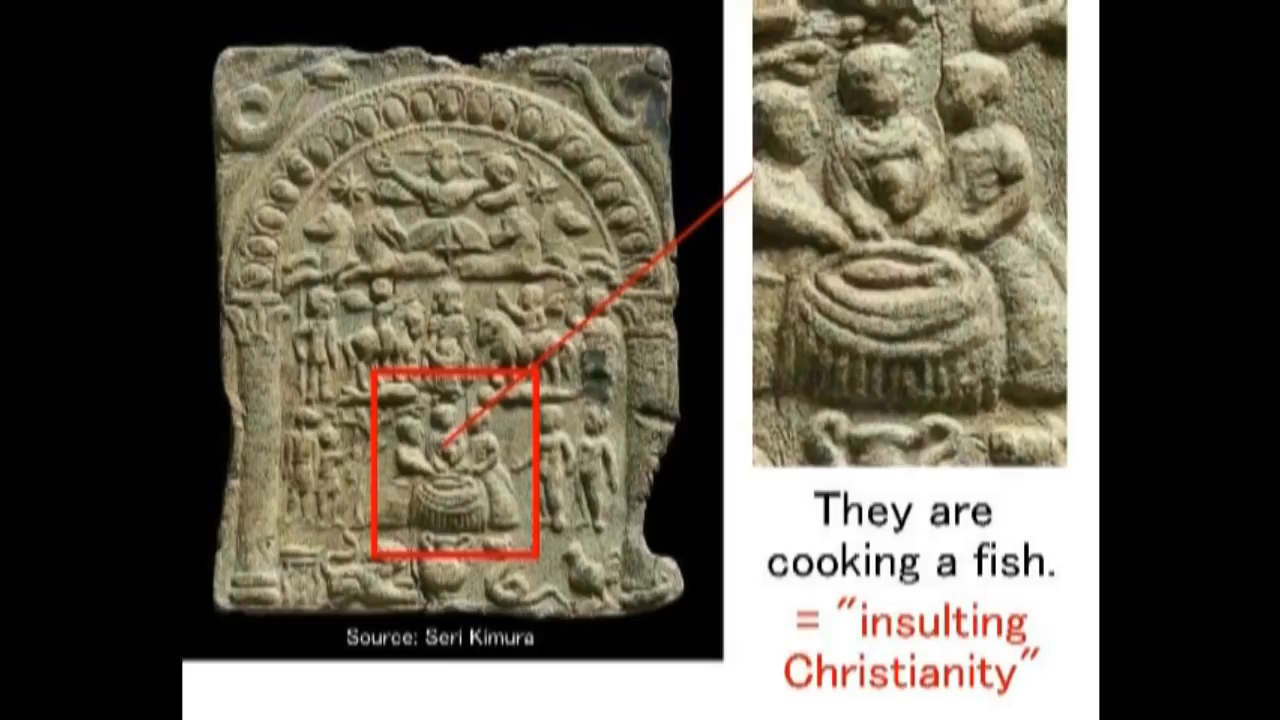 Source: Seri Kimura
They are
cooking a fish.
= "insulting
Christianity"